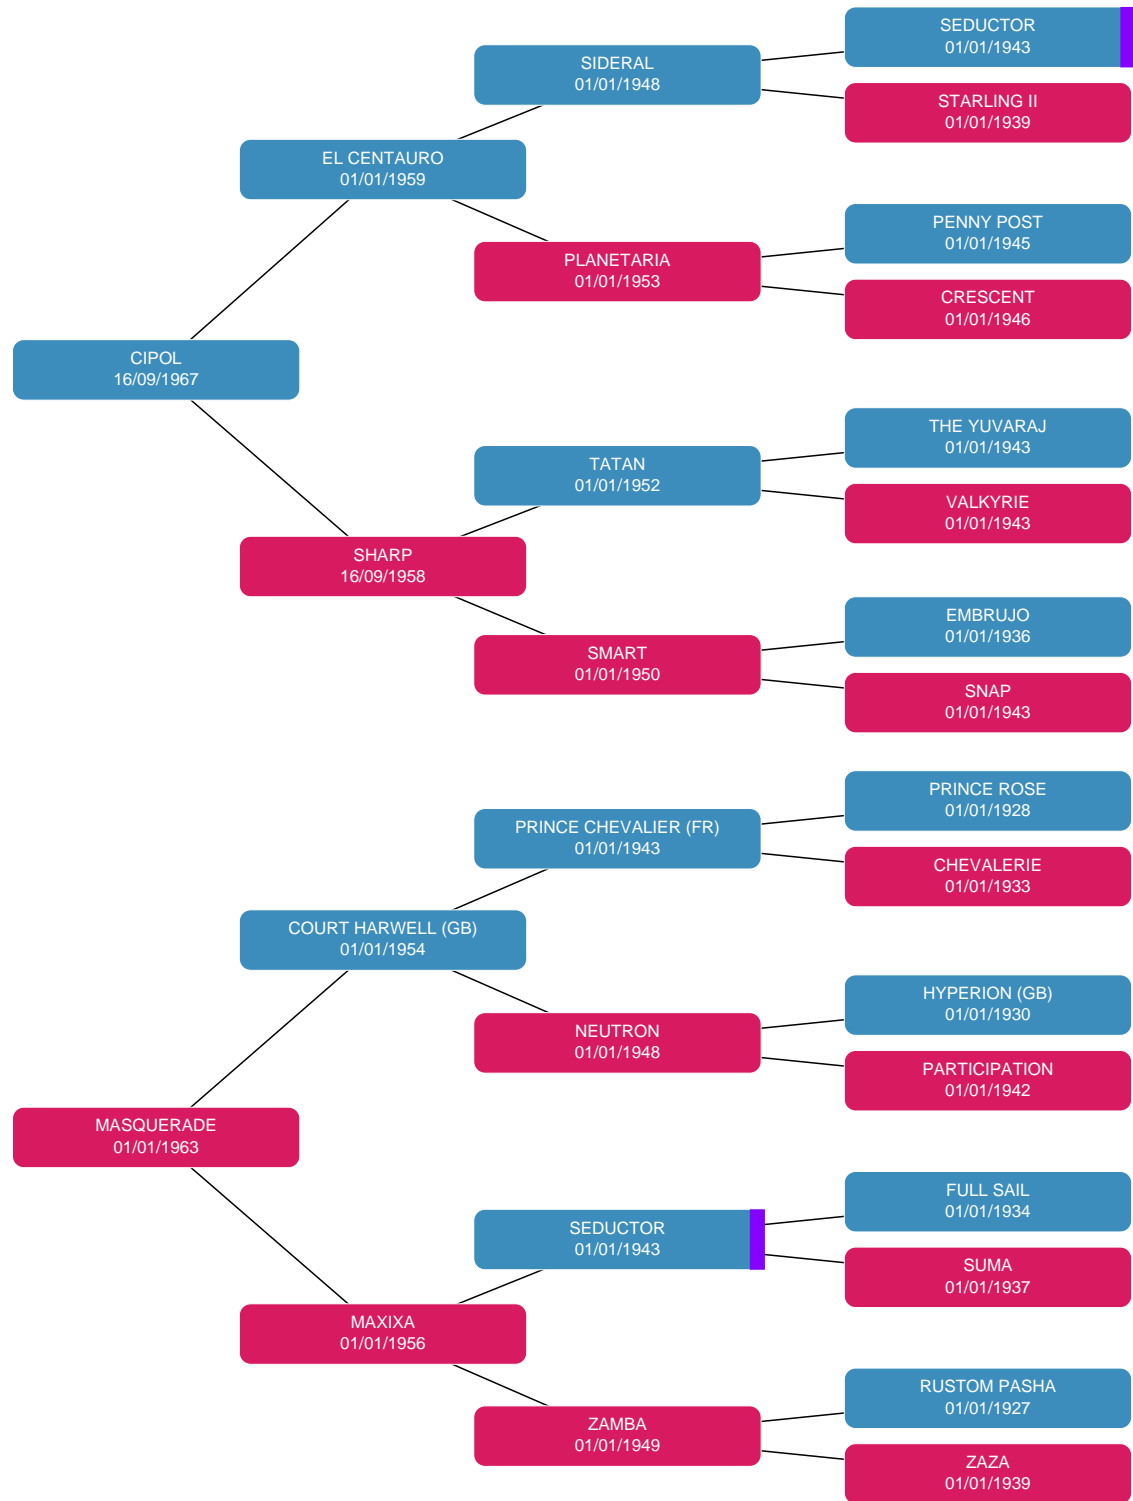 SEDUCTOR
01/01/1943
SIDERAL
01/01/1948
STARLING II
01/01/1939
EL CENTAURO
01/01/1959
PENNY POST
01/01/1945
PLANETARIA
01/01/1953
CRESCENT
01/01/1946
CIPOL
16/09/1967
THE YUVARAJ
01/01/1943
TATAN
01/01/1952
VALKYRIE
01/01/1943
SHARP
16/09/1958
EMBRUJO
01/01/1936
SMART
01/01/1950
SNAP
01/01/1943
PRINCE ROSE
01/01/1928
PRINCE CHEVALIER (FR)
01/01/1943
CHEVALERIE
01/01/1933
COURT HARWELL (GB)
01/01/1954
HYPERION (GB)
01/01/1930
NEUTRON
01/01/1948
PARTICIPATION
01/01/1942
MASQUERADE
01/01/1963
FULL SAIL
01/01/1934
SEDUCTOR
01/01/1943
SUMA
01/01/1937
MAXIXA
01/01/1956
RUSTOM PASHA
01/01/1927
ZAMBA
01/01/1949
ZAZA
01/01/1939